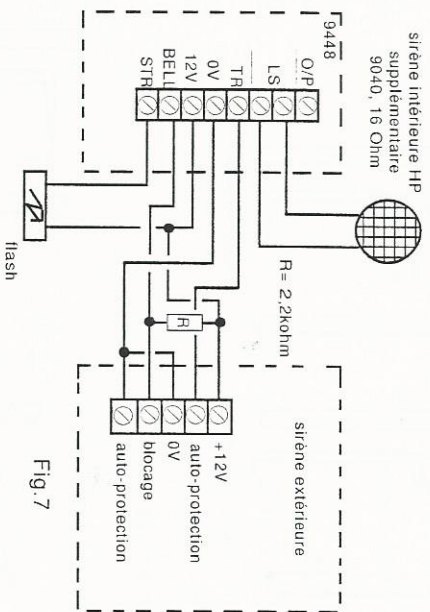 sirène intérieure HP
supplémentaire
9040, 16 Ohm
9448
O/P
LS
TR
0V
12V
BELL
STR
flash
R= 2,2kohm
R
sirène extérieure
+12V
auto-protection
0V
blocage
auto-protection
Fig.7